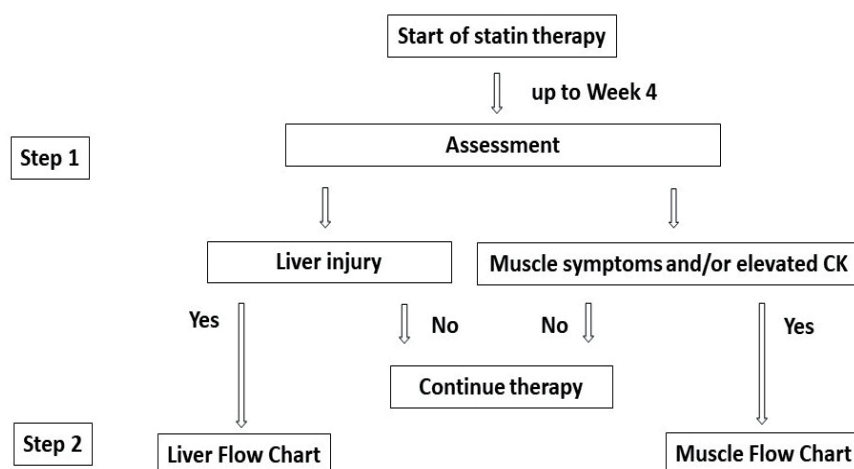 Start of statin therapy
up to Week 4
Step 1
Assessment
Liver injury
Muscle symptoms and/or elevated CK
Yes
No
No
Yes
Continue therapy
Step 2
Liver Flow Chart
Muscle Flow Chart